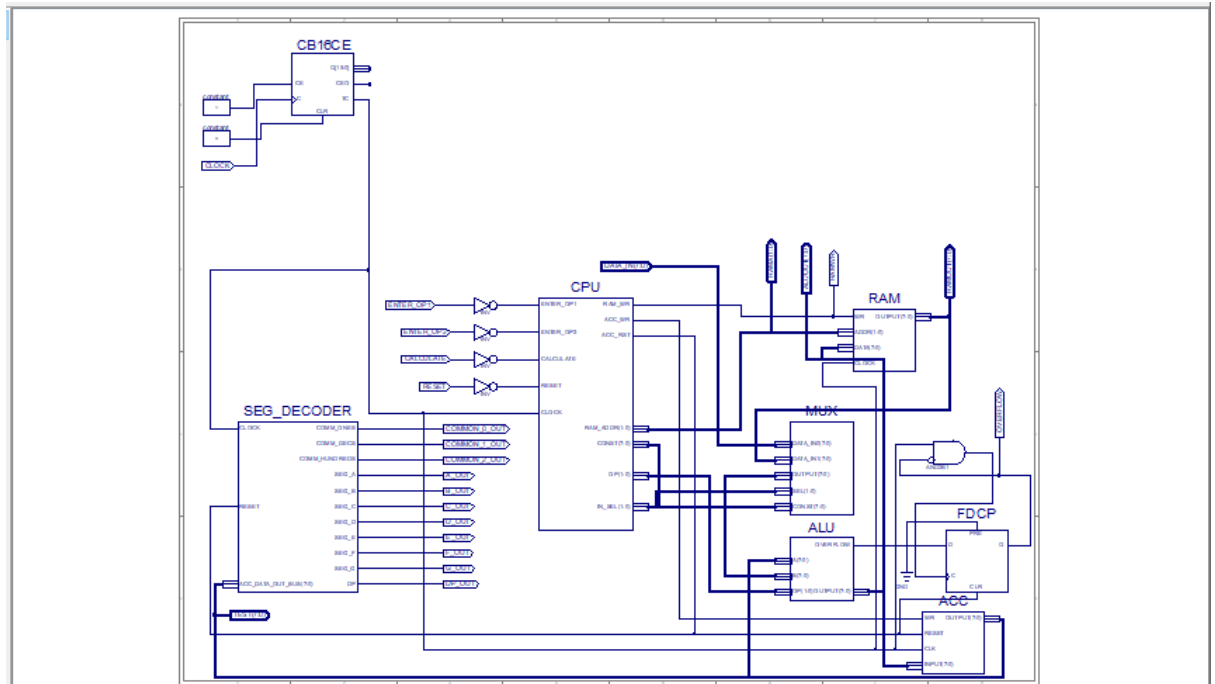 CB16CE
CEO
CE
TC
C
CLR
constant
constant
CLOCK
DATA_IN(7:0)
CPU
RAM
ENTER_OP1
INV
ENTER_OP1
RAM_WR
WR
OUTPUT(7:0)
ACC_WR
ENTER_OP2
INV
ENTER_OP2
ACC_RST
ADDR(1:0)
DATA(7:0)
CALCULATE
INV
CALCULATE
CLOCK
RESET
INV
RESET
OVERFLOW
SEG_DECODER
CLOCK
MUX
CLOCK
COMM_ONES
COMMON_0_OUT
RAM_ADDR(1:0)
COMM_DECS
COMMON_1_OUT
CONST(7:0)
DATA_IN0(7:0)
COMM_HUNDREDS
COMMON_2_OUT
DATA_IN1(7:0)
SEG_A
A_OUT
OP(1:0)
OUTPUT(7:0)
SEG_B
B_OUT
SEL(1:0)
RESET
SEG_C
C_OUT
IN_SEL(1:0)
CONST(7:0)
SEG_D
D_OUT
FDCP
ALU
SEG_E
E_OUT
PRE
OVERFLOW
D
Q
SEG_F
F_OUT
A(7:0)
SEG_G
G_OUT
B(7:0)
C
GND
ACC_DATA_OUT_BUS(7:0)
DP
DP_OUT
OP(1:0)
OUTPUT(7:0)
CLR
ACC
TEST(7:0)
WR
OUTPUT(7:0)
RESET
CLK
INPUT(7:0)